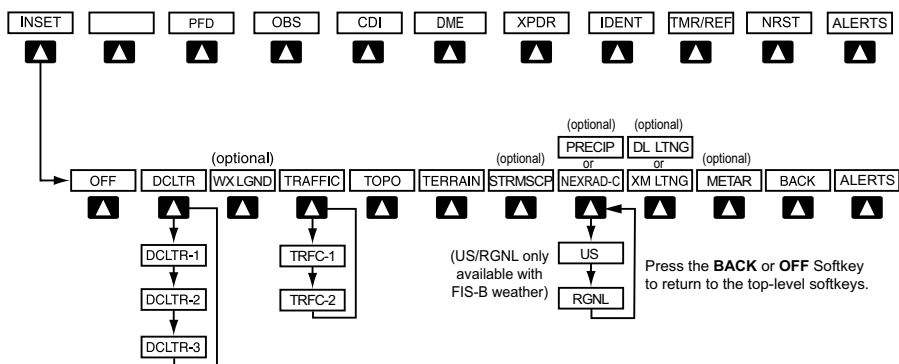 INSET PFD OBS CDI DME XPDR IDENT TMR/REF NRST ALERTS
(optional) (optional)
PRECIP DL LTNG
(optional) (optional) or or (optional)
OFF DCLTR WX LGND TRAFFIC TOPO TERRAIN STRMSCP NEXRAD-C XM LTNG METAR BACK ALERTS
DCLTR-1 TRFC-1 (US/RGNL only US Press the BACK or OFF Softkey
available with to return to the top-level softkeys.
DCLTR-2 TRFC-2 FIS-B weather) RGNL
DCLTR-3